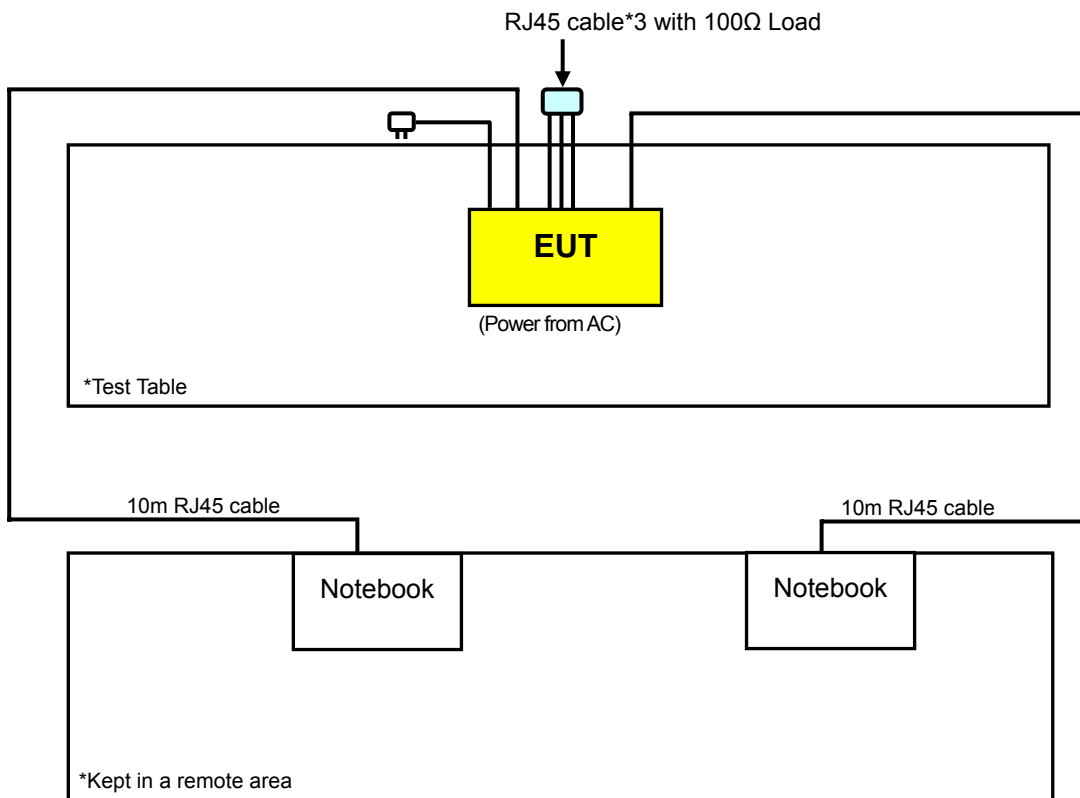 RJ45 cable*3 with 100Ω Load
EUT
(Power from AC)
*Test Table
10m RJ45 cable
10m RJ45 cable
Notebook
Notebook
*Kept in a remote area